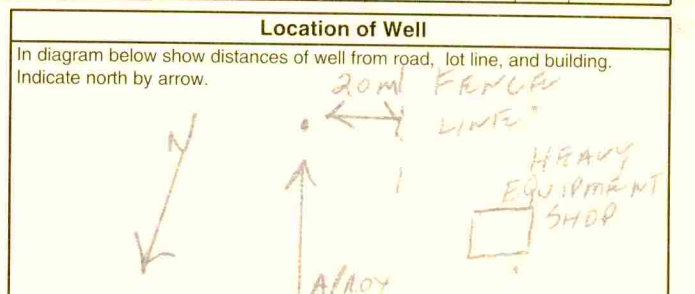 Location of Well
In diagram below show distances of well from road, lot line, and building.
Indicate north by arrow.
20m FENCE
LINE
N
HEAVY
EQUIPMENT
SHOP